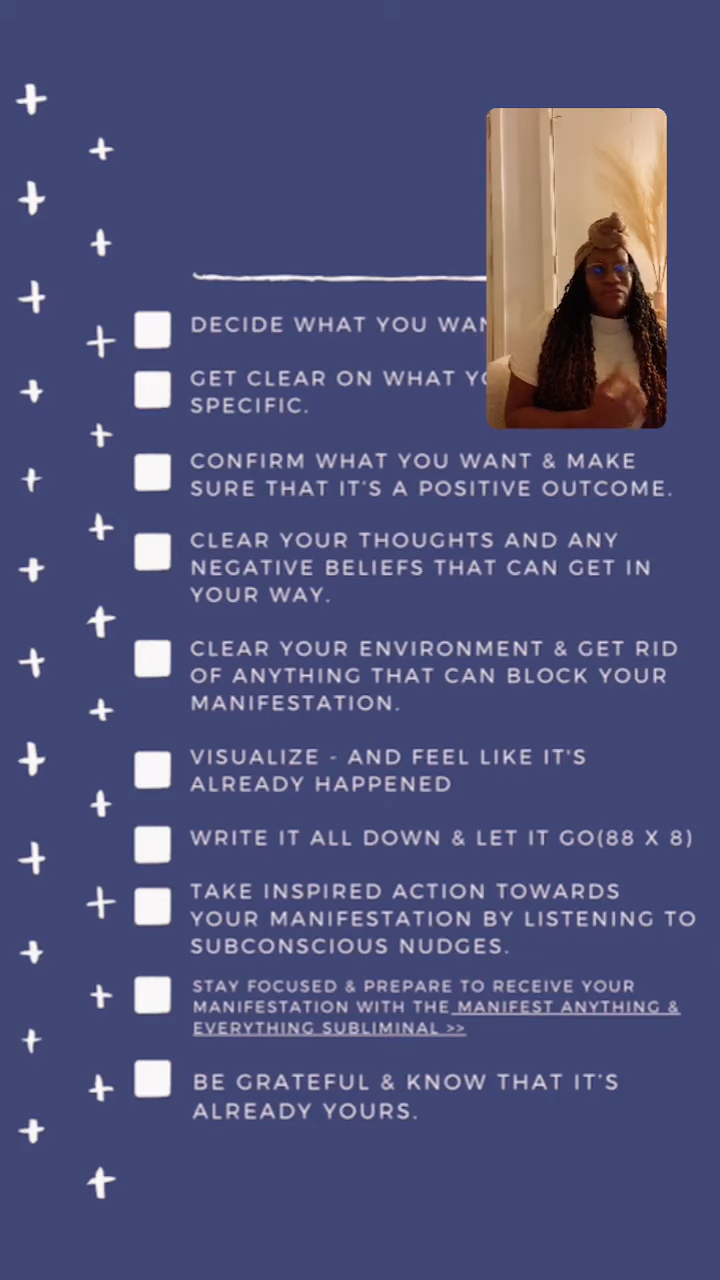 DECIDE WHAT YOU
GET CLEAR ON WHAT
SPECIFIC.
CONFIRM WHAT YOU WANT & MAKE
SURE THAT IT'S A POSITIVE OUTCOME.
CLEAR YOUR THOUGHTS AND ANY
NEGATIVE BELIEFS THAT CAN GET IN
YOUR WAY.
CLEAR YOUR ENVIRONMENT & GET RID
OF ANYTHING THAT CAN BLOCK YOUR
MANIFESTATION.
VISUALIZE - AND FEEL LIKE IT'S
ALREADY HAPPENED
WRITE IT ALL DOWN & LET IT GO(88 X 8)
TAKE INSPIRED ACTION TOWARDS
YOUR MANIFESTATION BY LISTENING TO
SUBCONSCIOUS NUDGES.
STAY FOCUSED & PREPARE TO RECEIVE YOUR
MANIFESTATION WITH THE MANIFEST ANYTHING &
EVERYTHING SUBLIMINAL >>
BE GRATEFUL & KNOW THAT IT'S
ALREADY YOURS.